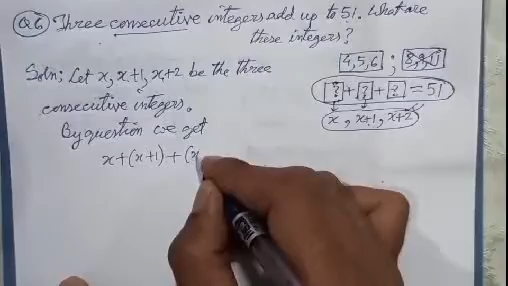 Q6 Three consecutive integers add up to 51. What are
these integers?
4,5,6 ; 8,9,10
Soln; Let x, x+1, x+2 be the three
consecutive integers.
? + ? + ? = 51
x, x+1, x+2
By question we get
x+(x+1)+(x